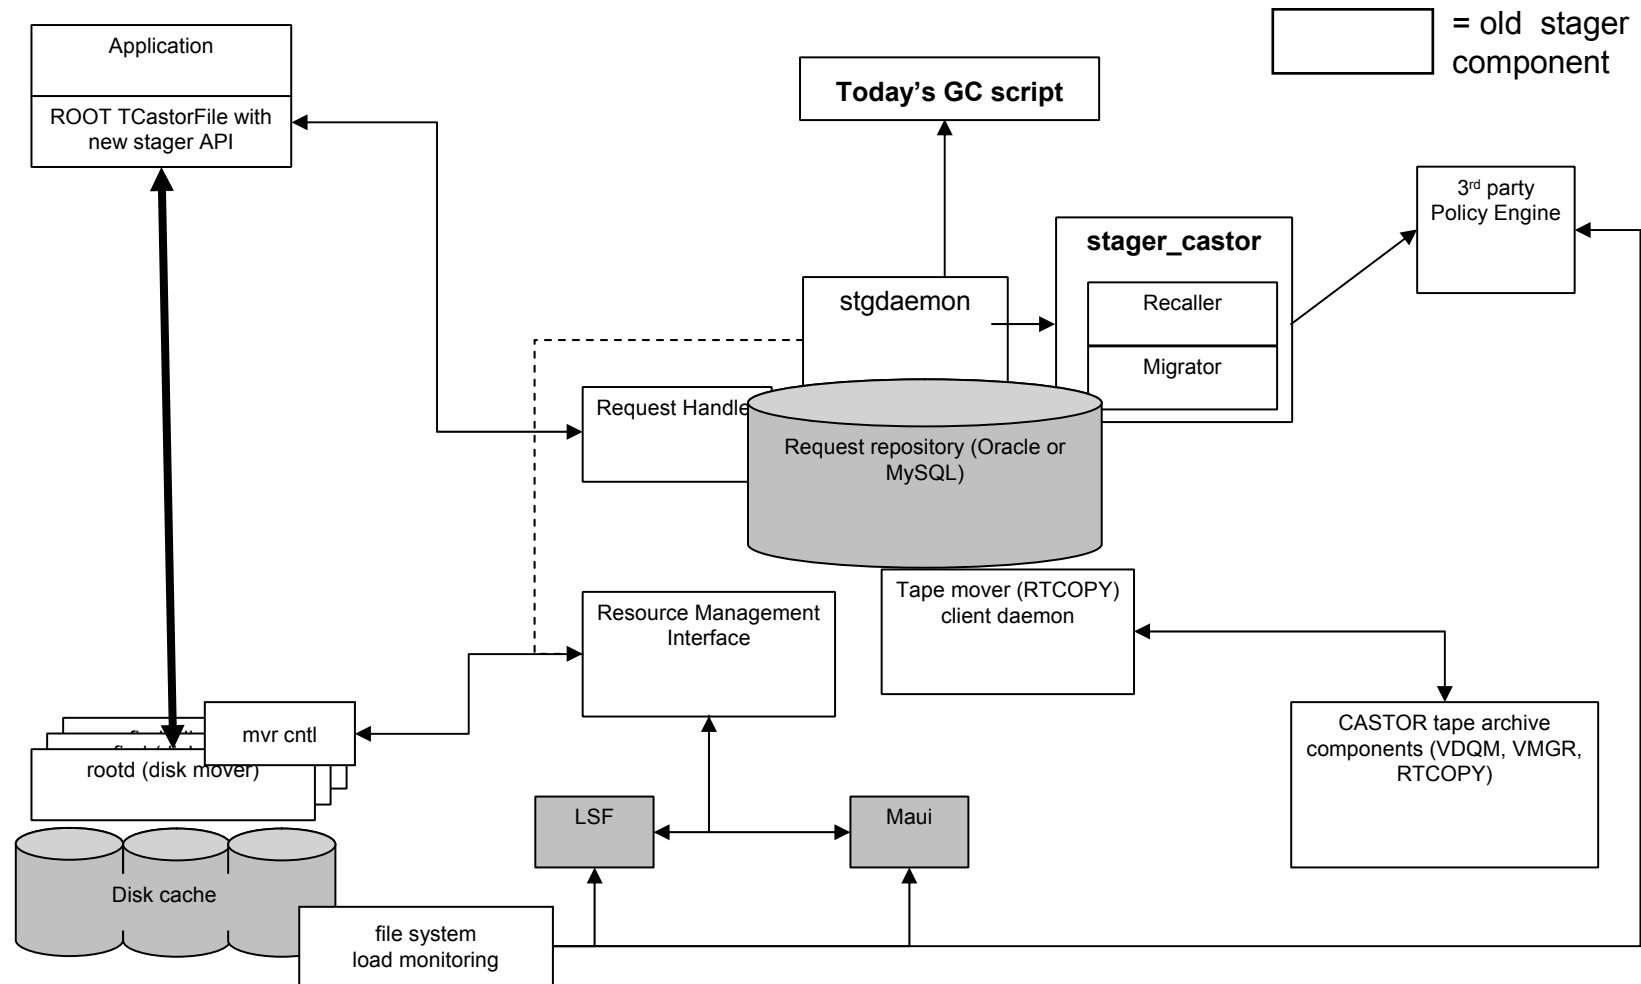 = old stager
component
Application
ROOT TCastorFile with
new stager API
Today's GC script
3rd party
Policy Engine
stager_castor
Recaller
Migrator
stgdaemon
Request Handle
Request repository (Oracle or
MySQL)
Tape mover (RTCOPY)
client daemon
Resource Management
Interface
CASTOR tape archive
components (VDQM, VMGR,
RTCOPY)
mvr cntl
rootd (disk mover)
LSF
Maui
Disk cache
file system
load monitoring